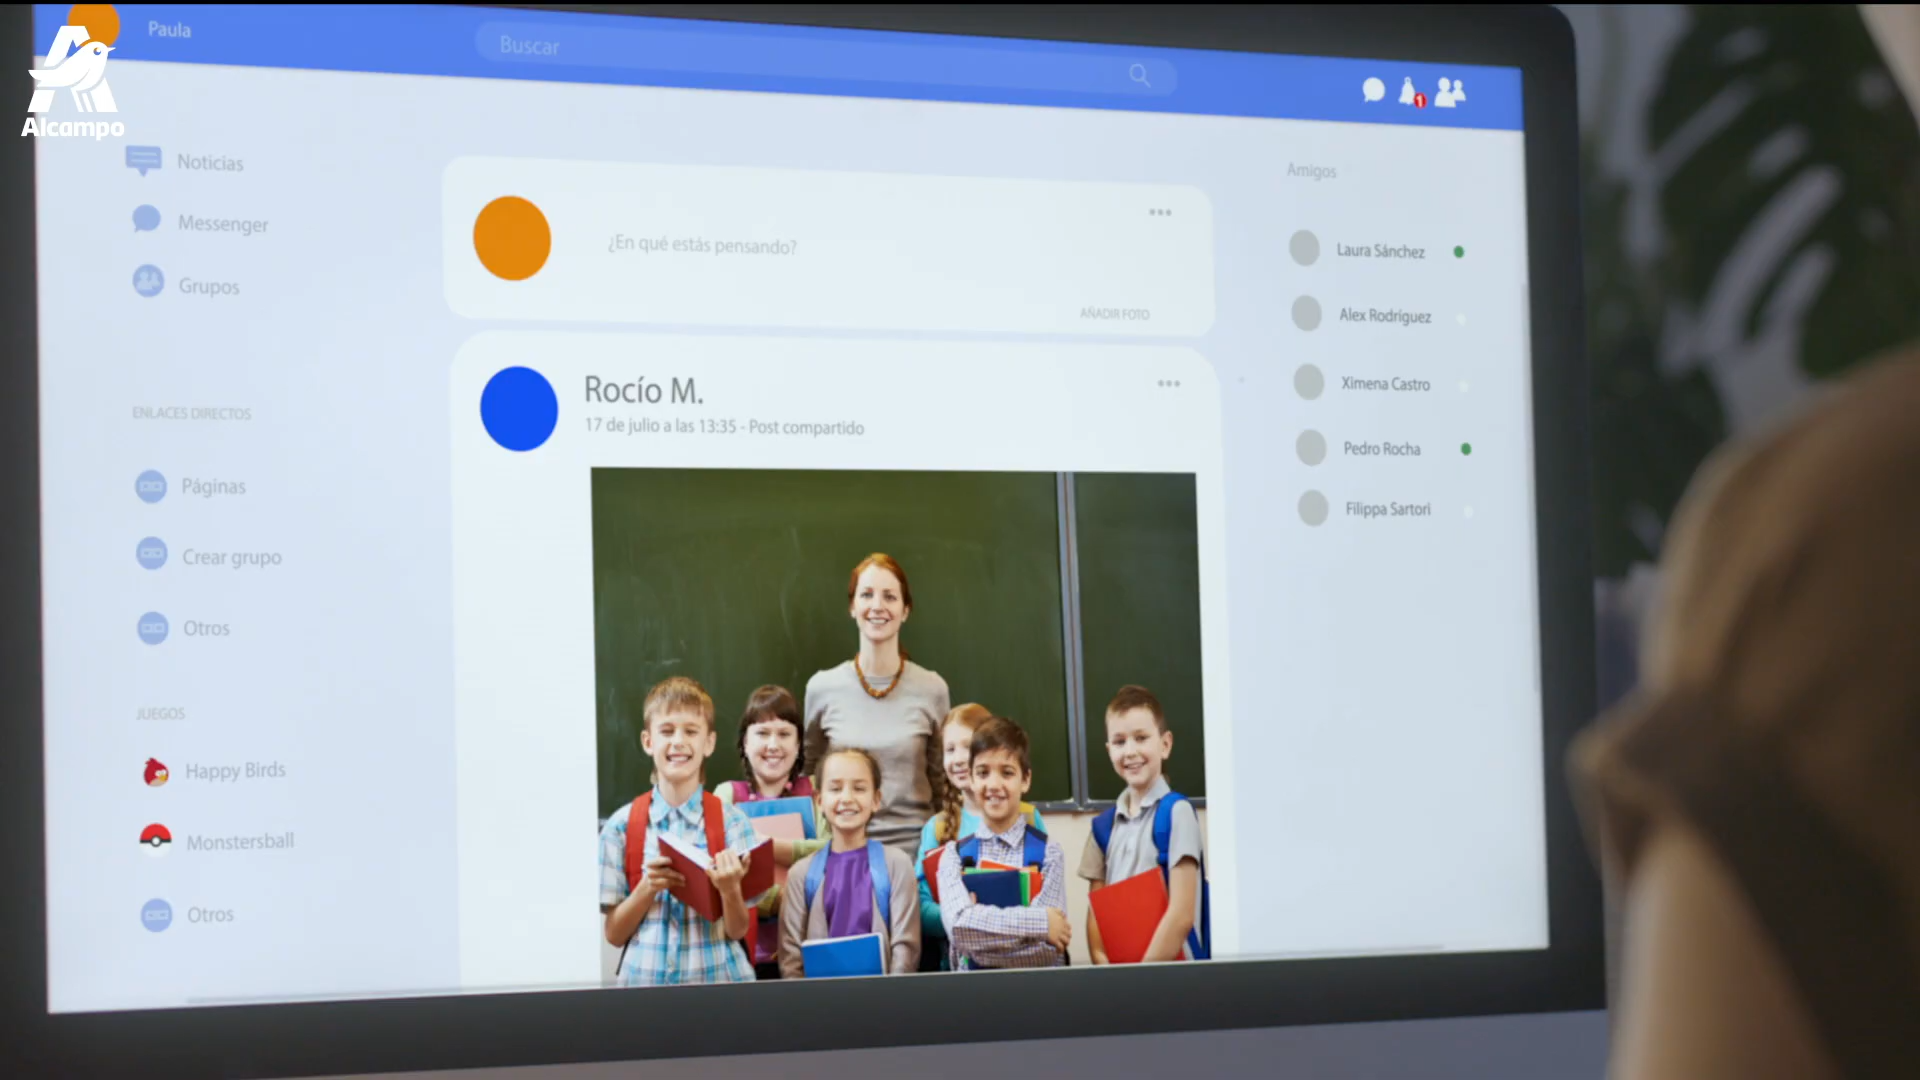 Alcampo
Paula
Buscar
1
Noticias
Messenger
Grupos
ENLACES DIRECTOS
Páginas
Crear grupo
Otros
JUEGOS
Happy Birds
Monstersball
Otros
¿En qué estás pensando?
AÑADIR FOTO
Rocío M.
17 de julio a las 13:35 - Post compartido
Amigos
Laura Sánchez
Alex Rodríguez
Ximena Castro
Pedro Rocha
Filippa Sartori